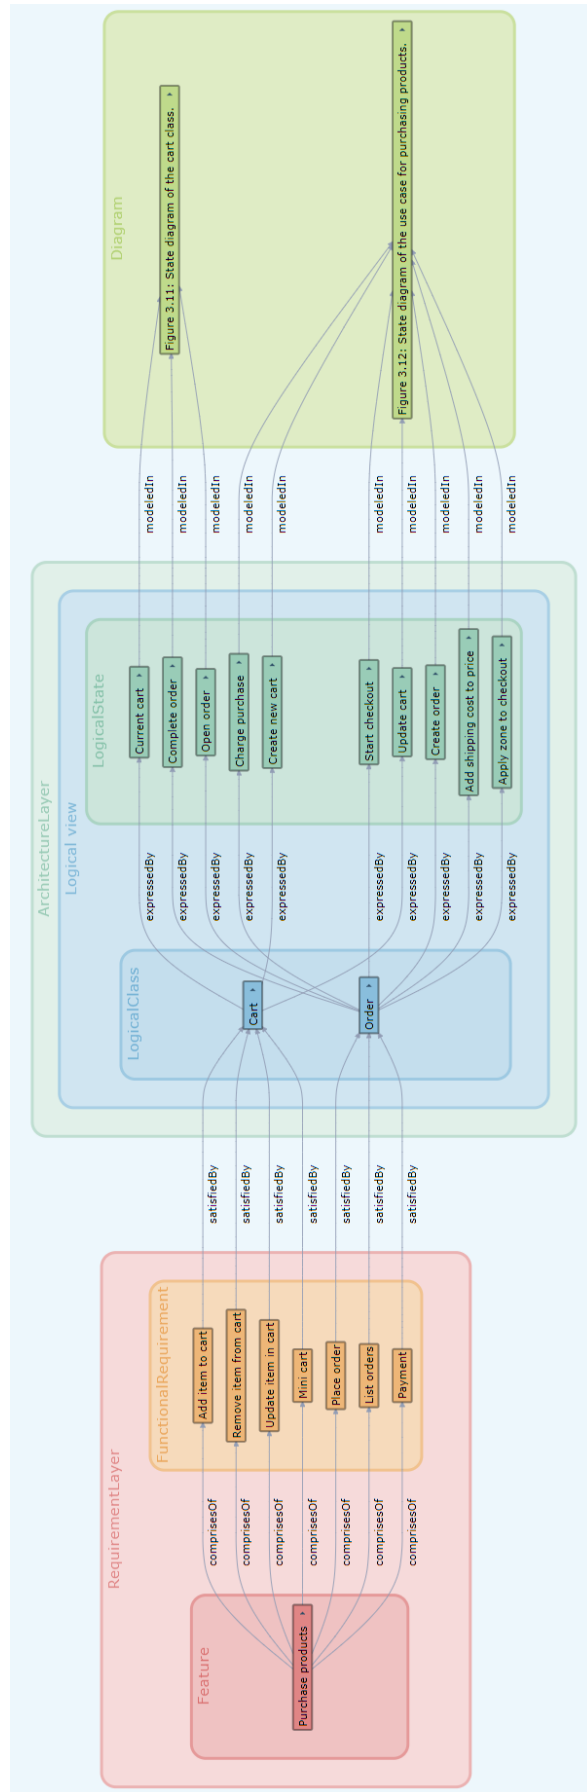 RequirementLayer
Feature
Purchase products
comprisesOf
comprisesOf
comprisesOf
comprisesOf
comprisesOf
comprisesOf
comprisesOf
FunctionalRequirement
Add item to cart
Remove item from cart
Update item in cart
Mini cart
Place order
List orders
Payment
satisfiedBy
satisfiedBy
satisfiedBy
satisfiedBy
satisfiedBy
satisfiedBy
satisfiedBy
ArchitectureLayer
Logical view
LogicalClass
Cart
Order
expressedBy
expressedBy
expressedBy
expressedBy
expressedBy
expressedBy
expressedBy
expressedBy
expressedBy
expressedBy
LogicalState
Current cart
Complete order
Open order
Charge purchase
Create new cart
Start checkout
Update cart
Create order
Add shipping cost to price
Apply zone to checkout
modeledIn
modeledIn
modeledIn
modeledIn
modeledIn
modeledIn
modeledIn
modeledIn
modeledIn
modeledIn
Diagram
Figure 3.11: State diagram of the cart class.
Figure 3.12: State diagram of the use case for purchasing products.